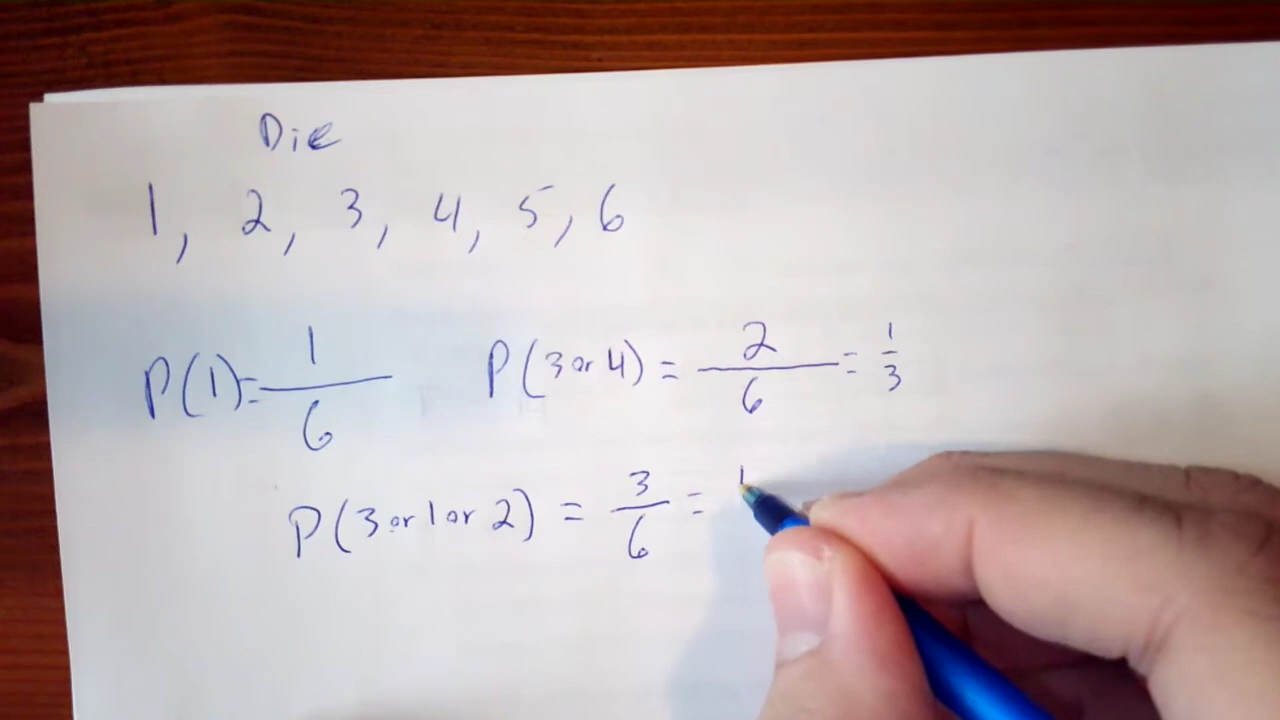 Die
1, 2, 3, 4, 5, 6
P(1)= 1/6 P(3 or 4) = 2/6 = 1/3
P(3 or 1 or 2) = 3/6 = 1